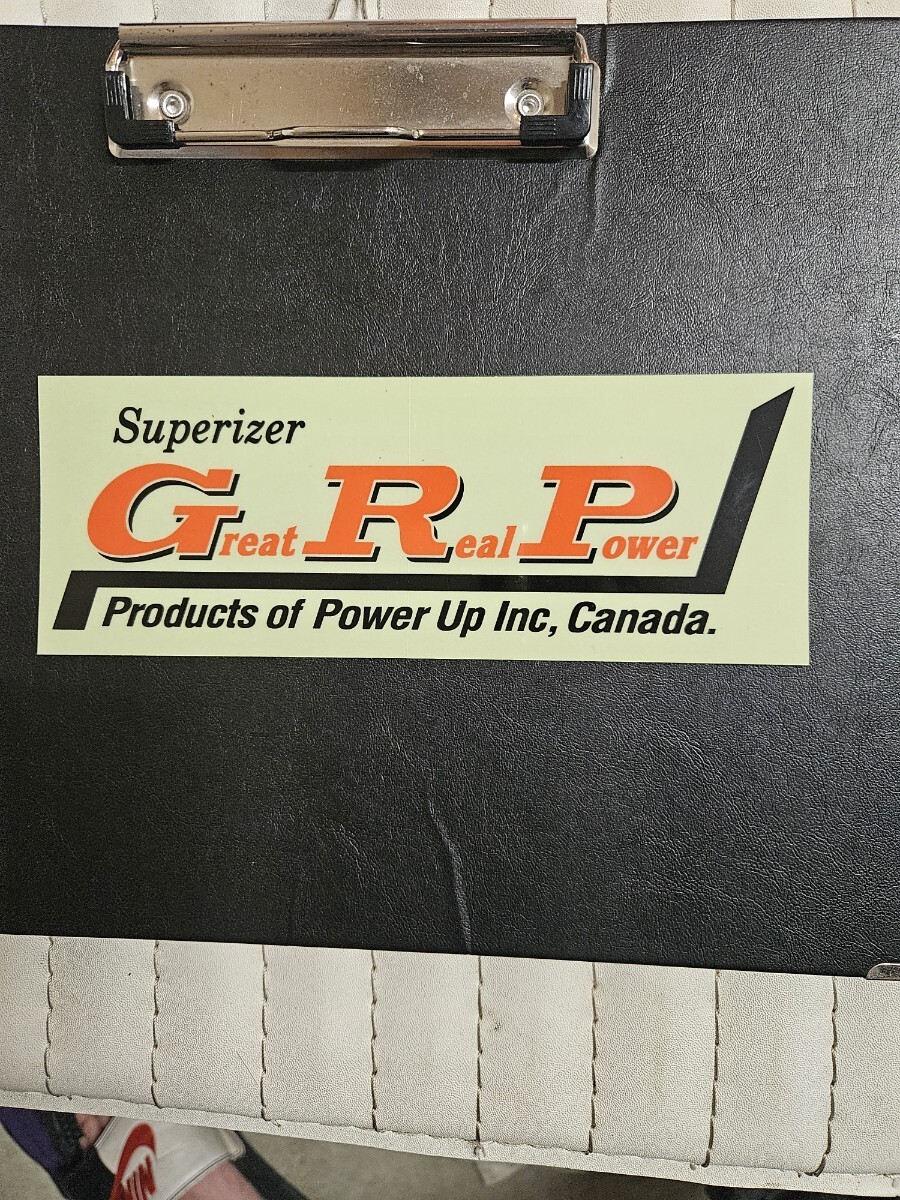 Superizer
Great Real Power
Products of Power Up Inc, Canada.